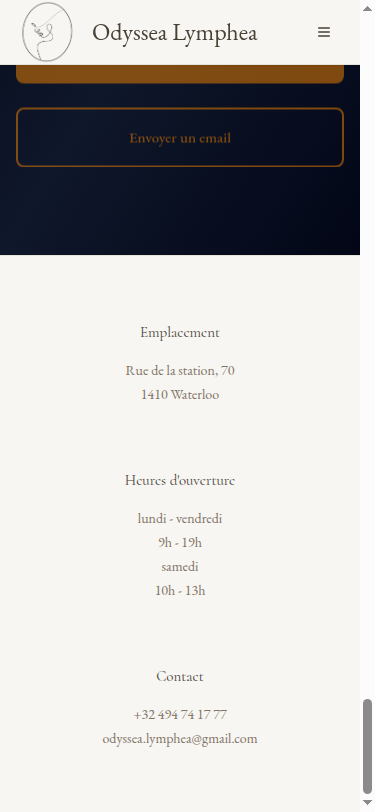 Odyssea Lymphea
Envoyer un email
Emplacement
Rue de la station, 70
1410 Waterloo
Heures d'ouverture
lundi - vendredi
9h - 19h
samedi
10h - 13h
Contact
+32 494 74 17 77
odyssea.lymphea@gmail.com